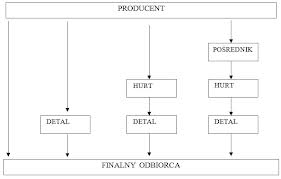 PRODUCENT
POSREDNIK
HURT HURT
DETAL DETAL DETAL
FINALNY ODBIORCA